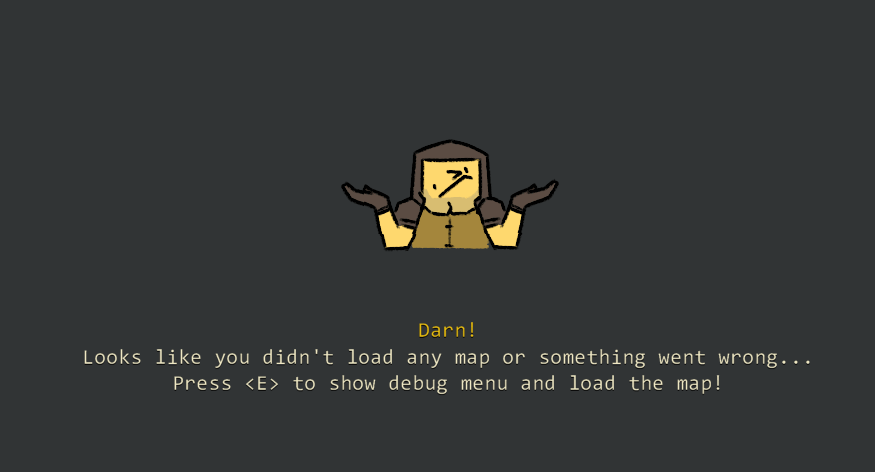 Darn!
Looks like you didn't load any map or something went wrong...
Press <E> to show debug menu and load the map!